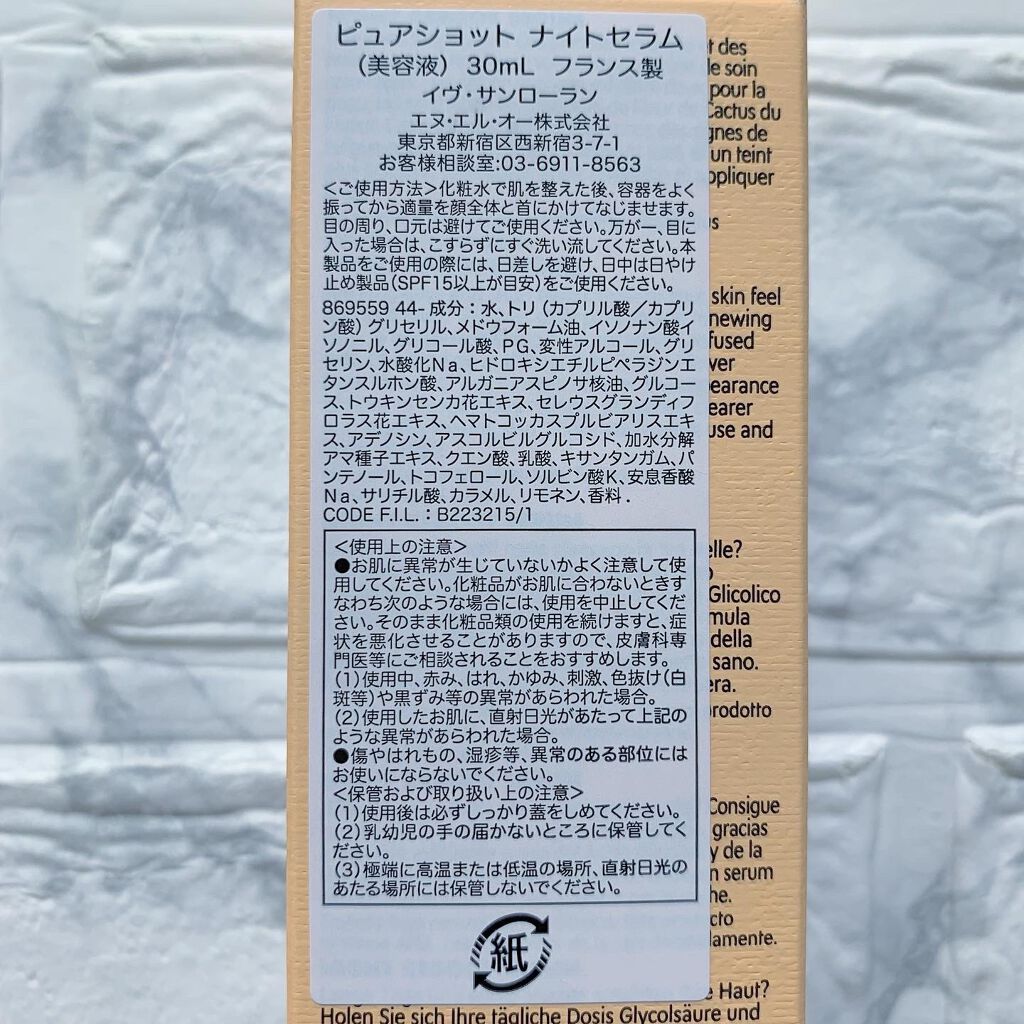 ピュアショット ナイトセラム
（美容液） 30mL フランス製
イヴ・サンローラン
エヌ・エル・オー株式会社
東京都新宿区西新宿3-7-1
お客様相談室:03-6911-8563
＜ご使用方法＞化粧水で肌を整えた後、容器をよく
振ってから適量を顔全体と首にかけてなじませます。
目の周り、口元は避けてご使用ください。万が一、目に
入った場合は、こすらずにすぐ洗い流してください。本
製品をご使用の際には、日差しを避け、日中は日やけ
止め製品（SPF15以上が目安）をご使用ください。
869559 44- 成分：水、トリ（カプリル酸／カプリ
ン酸）グリセリル、メドウフォーム油、イソノナン酸イ
ソノニル、グリコール酸、PG、変性アルコール、グリ
セリン、水酸化Na、ヒドロキシエチルピペラジンエ
タンスルホン酸、アルガニアスピノサ核油、グルコー
ス、トウキンセンカ花エキス、セレウスグランディフ
ロラス花エキス、ヘマトコッカスプルビアリスエキ
ス、アデノシン、アスコルビルグルコシド、加水分解
アマ種子エキス、クエン酸、乳酸、キサンタンガム、パ
ンテノール、トコフェロール、ソルビン酸K、安息香酸
Na、サリチル酸、カラメル、リモネン、香料 .
CODE F.I.L. : B223215/1
＜使用上の注意＞
●お肌に異常が生じていないかよく注意して使
用してください。化粧品がお肌に合わないときす
なわち次のような場合には、使用を中止してくだ
さい。そのまま化粧品類の使用を続けますと、症
状を悪化させることがありますので、皮膚科専
門医等にご相談されることをおすすめします。
（1）使用中、赤み、はれ、かゆみ、刺激、色抜け（白
斑等）や黒ずみ等の異常があらわれた場合。
（2）使用したお肌に、直射日光があたって上記の
ような異常があらわれた場合。
●傷やはれもの、湿疹等、異常のある部位には
お使いにならないでください。
＜保管および取り扱い上の注意＞
（1）使用後は必ずしっかり蓋をしめてください。
（2）乳幼児の手の届かないところに保管してく
ださい。
（3）極端に高温または低温の場所、直射日光の
あたる場所には保管しないでください。
紙
des
soin
pour la
Cactus du
gnes de
un teint
ppliquer
skin feel
newing
fused
ver
pearance
earer
use and
elle?
Glicolico
mula
della
sano.
era.
prodotto
Consigue
gracias
y de la
n serum
he.
cto
damente.
Haut?
Holen Sie sich Ihre tägliche Dosis Glycolsäure und